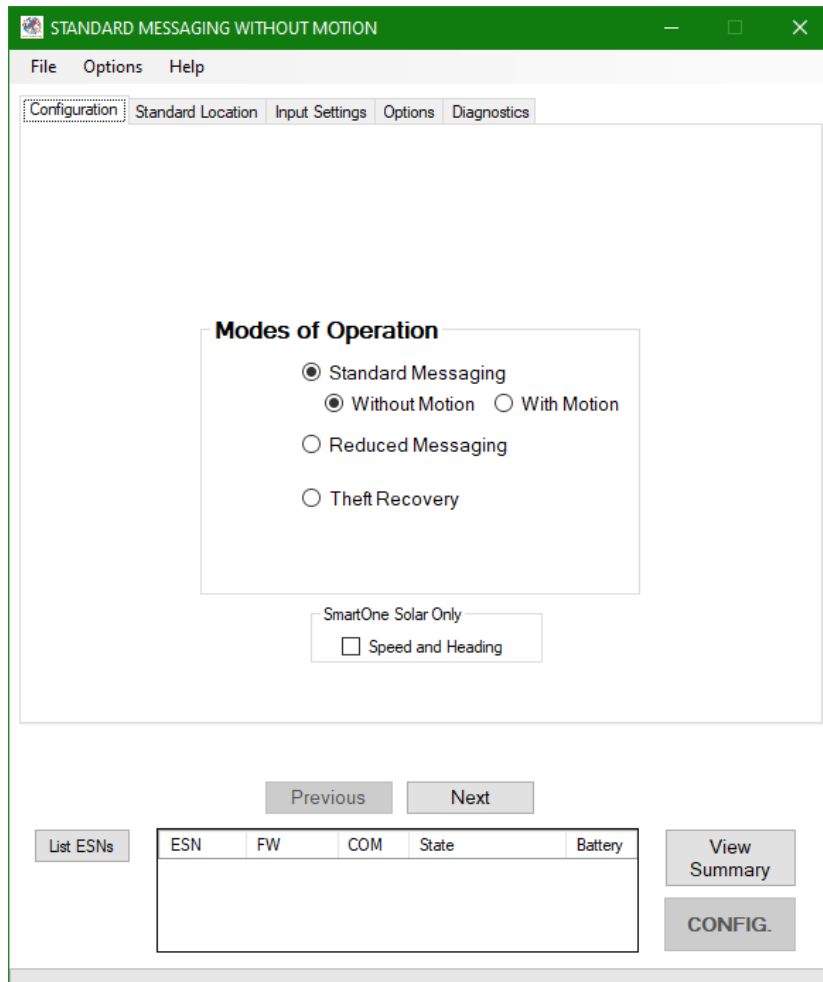 STANDARD MESSAGING WITHOUT MOTION
File Options Help
Configuration Standard Location Input Settings Options Diagnostics
Modes of Operation
Standard Messaging
Without Motion With Motion
Reduced Messaging
Theft Recovery
SmartOne Solar Only
Speed and Heading
Previous Next
List ESNs ESN FW COM State Battery View Summary
CONFIG.